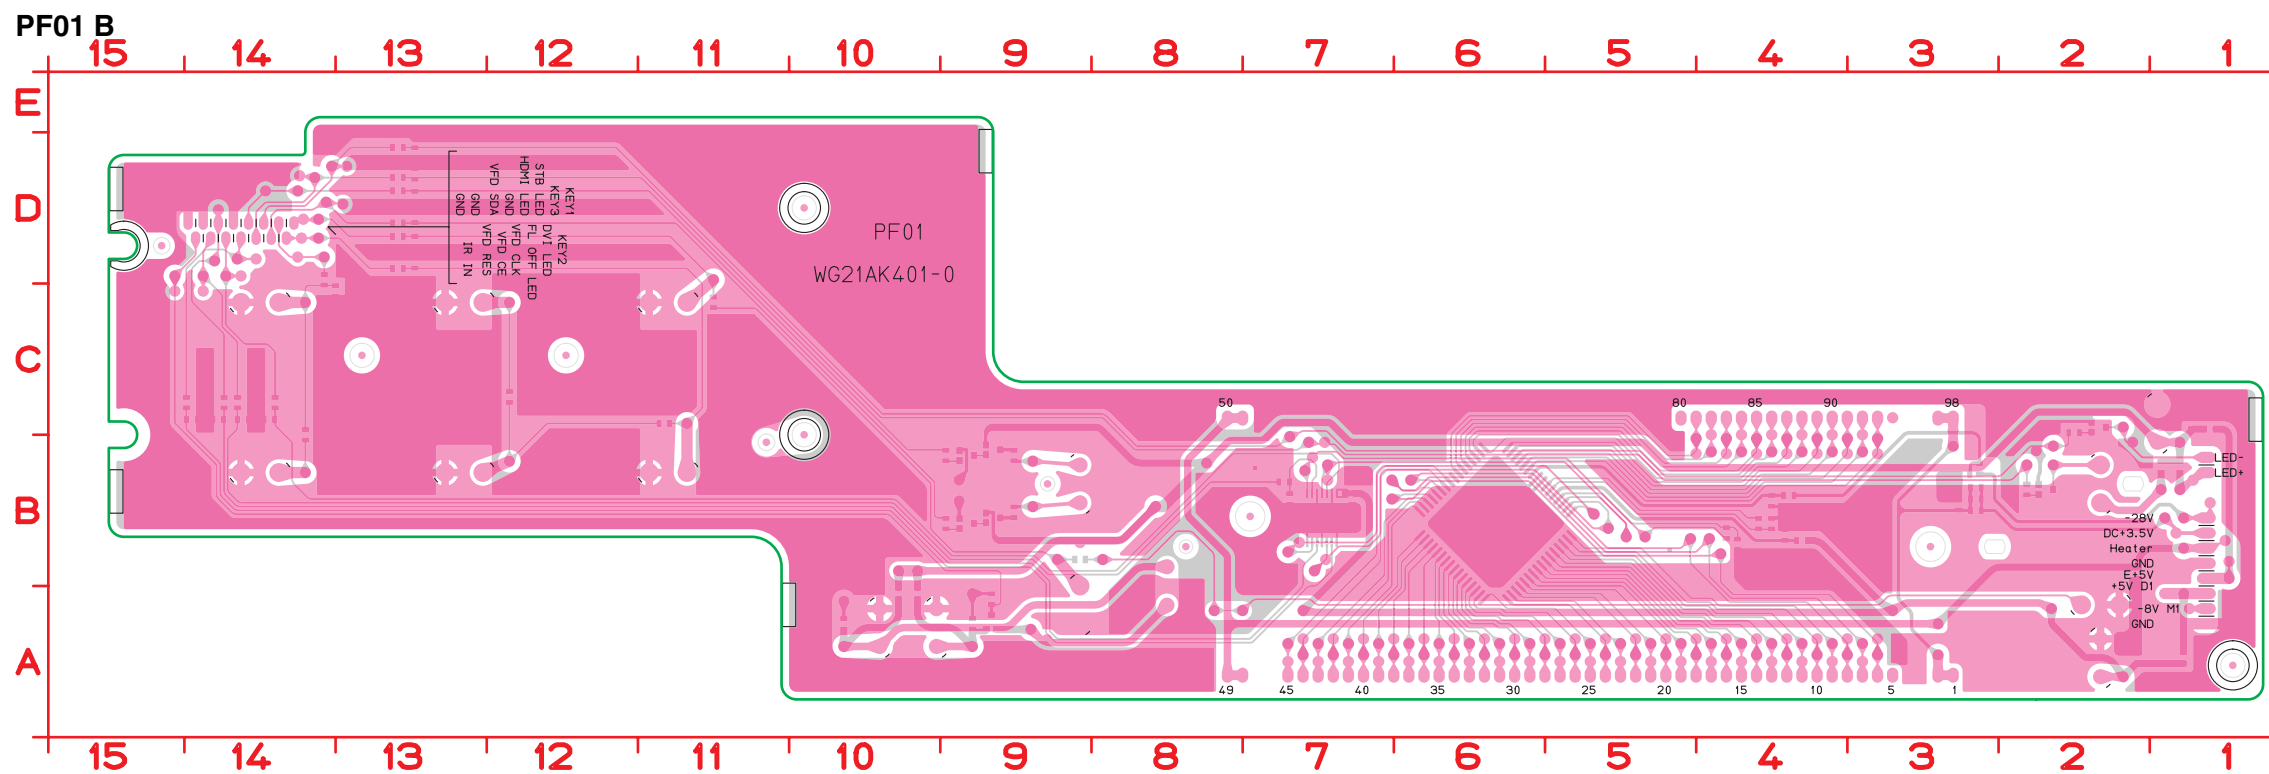 PF01 B
15 14 13 12 11 10 9 8 7 6 5 4 3 2 1
E
D
C
B
A
KEY1
KEY2
KEY3
DVI LED
STB LED
FL OFF LED
HDMI LED
VFD CLK
GND
VFD CE
VFD SDA
VFD RES
GND
IR IN
GND
PF01
WG21AK401-0
50 80 85 90 98
LED-
LED+
-28V
DC+3.5V
Heater
GND
E+5V
+5V D1
-8V M1
GND
49 45 40 35 30 25 20 15 10 5 1
15 14 13 12 11 10 9 8 7 6 5 4 3 2 1